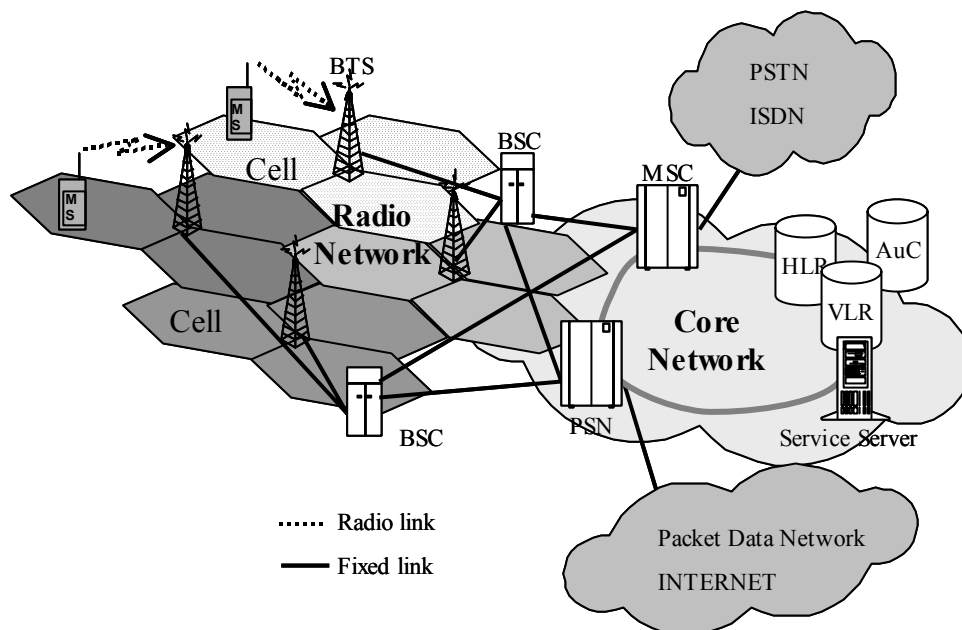 BTS
PSTN
ISDN
M
S
BSC
MSC
Cell
MS
Radio
Network
AuC
HLR
VLR
Core
Network
Cell
PSN
BSC
Service Server
Radio link
Fixed link
Packet Data Network
INTERNET